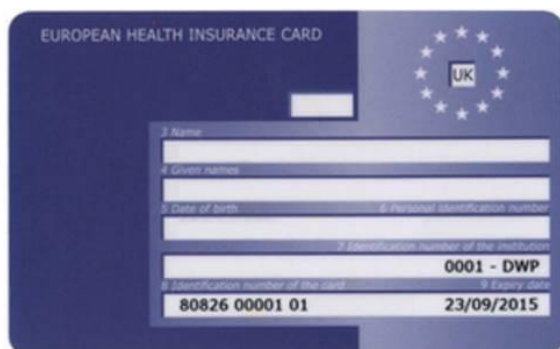 EUROPEAN HEALTH INSURANCE CARD
UK
3 Name
4 Given names
5 Date of birth 6 Personal identification number
7 Identification number of the institution
0001 - DWP
8 Identification number of the card 9 Expiry date
80826 00001 01 23/09/2015